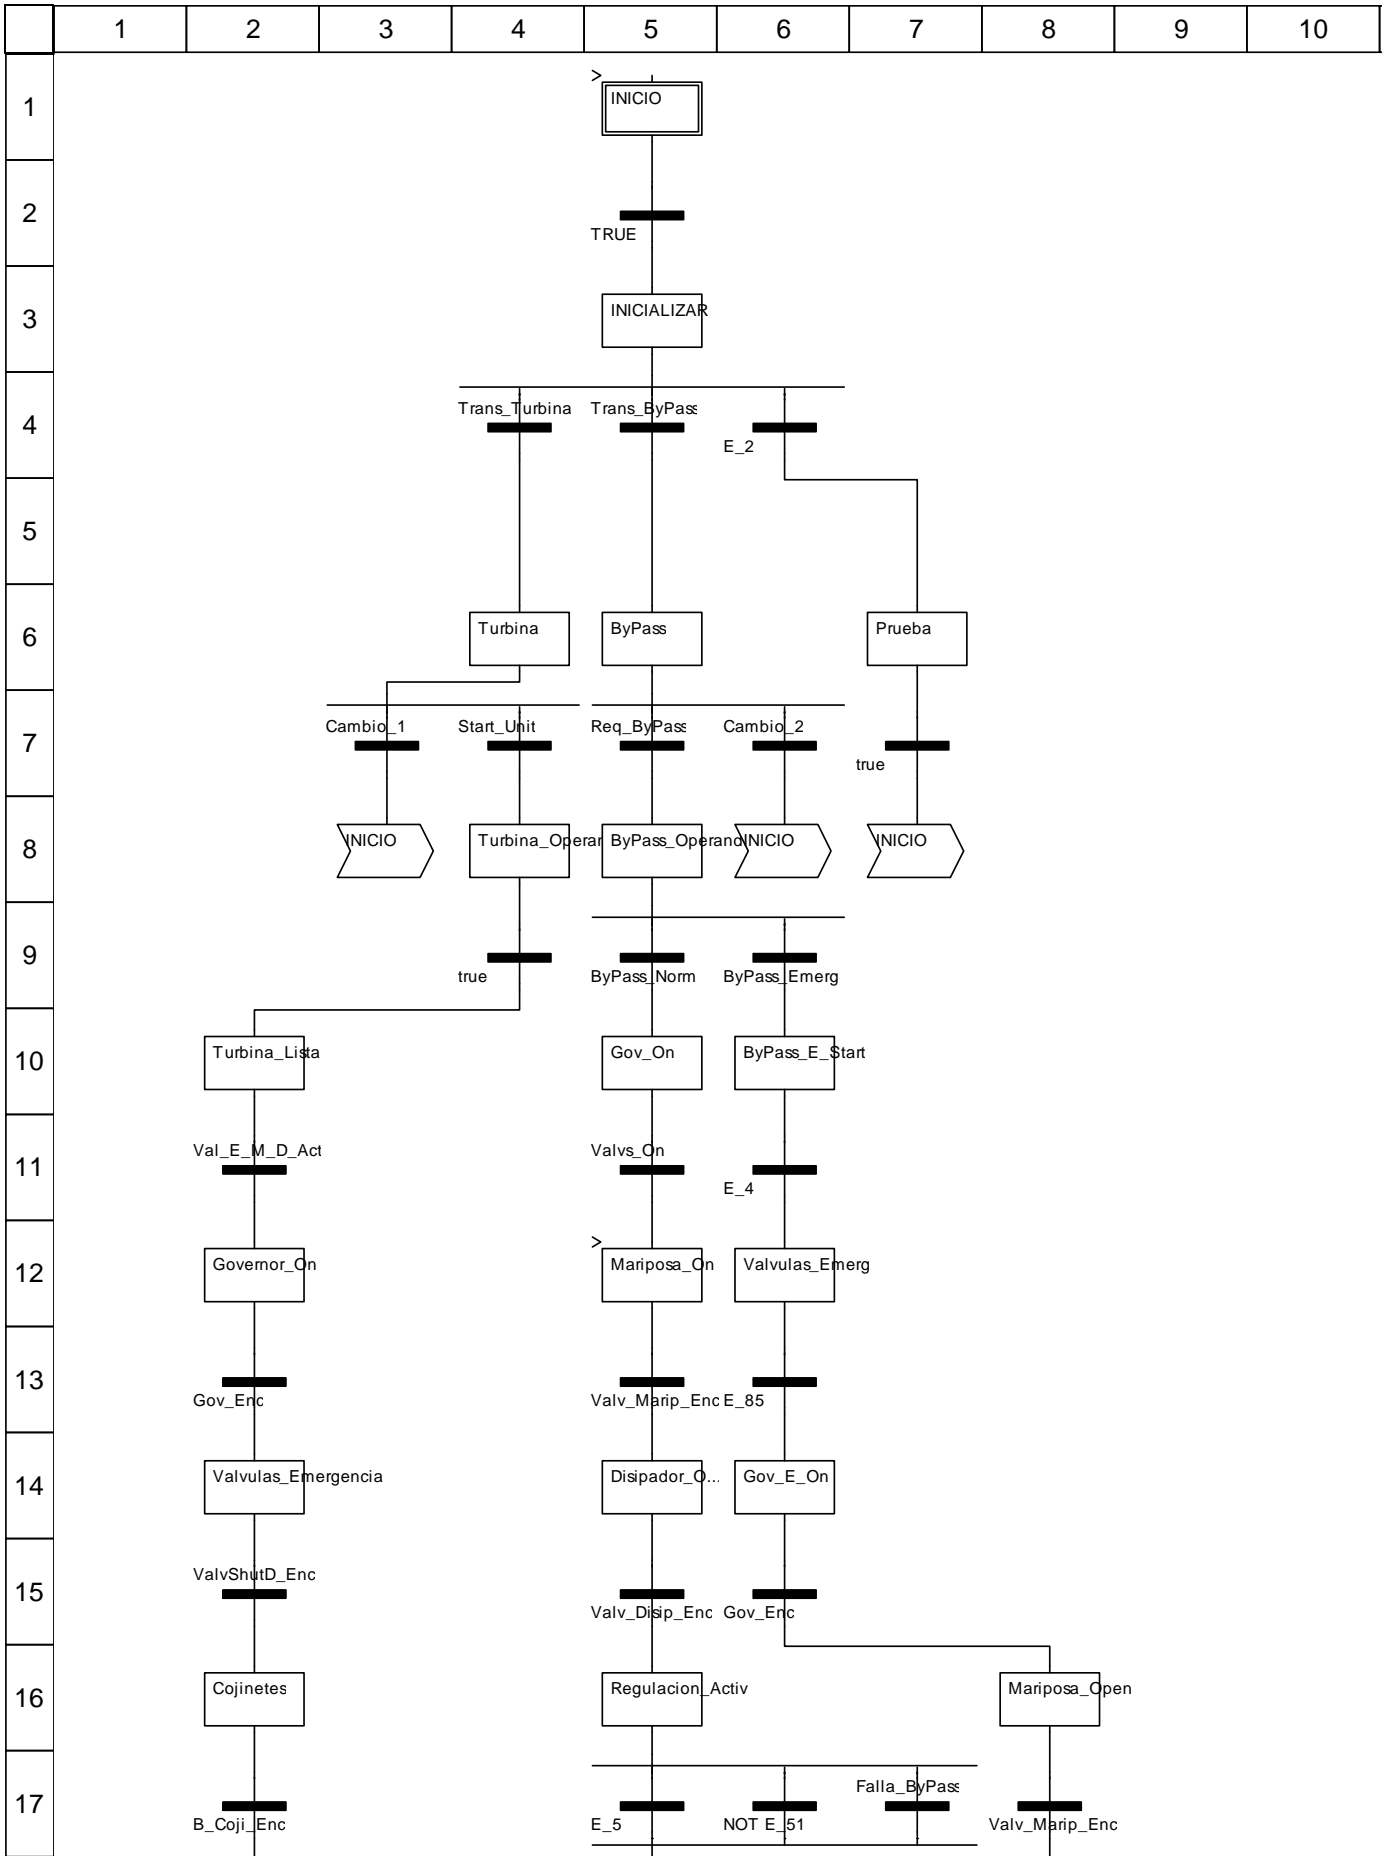 1 2 3 4 5 6 7 8 9 10
1
>
INICIO
2
TRUE
3
INICIALIZAR
4
Trans_Turbina Trans_ByPass
E_2
5
6
Turbina ByPass Prueba
7
Cambio_1 Start_Unit Req_ByPass Cambio_2
true
8
INICIO Turbina_Operar ByPass_Operand INICIO INICIO
9
true ByPass_Norm ByPass_Emerg
10
Turbina_Lista Gov_On ByPass_E_Start
11
Val_E_M_D_Act Valvs_On
E_4
>
12
Governor_On Mariposa_On Valvulas_Emerg
13
Gov_Enc Valv_Marip_Enc E_85
14
Valvulas_Emergencia Disipador_O... Gov_E_On
ValvShutD_Enc
15
Valv_Disip_Enc Gov_Enc
16
Cojinetes Regulacion_Activ Mariposa_Open
Falla_ByPass
17
B_Coji_Enc E_5 NOT E_51 Valv_Marip_Enc